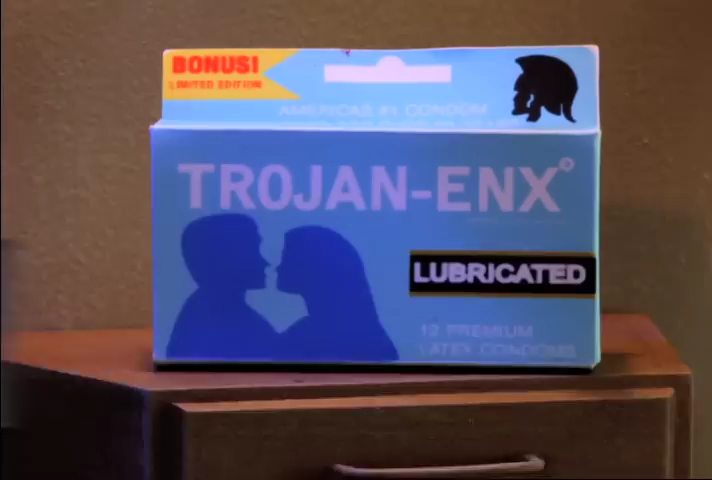 BONUS!
LIMITED EDITION
AMERICAS #1 CONDOM
TROJAN-ENX®
LUBRICATED
12 PREMIUM
LATEX CONDOMS